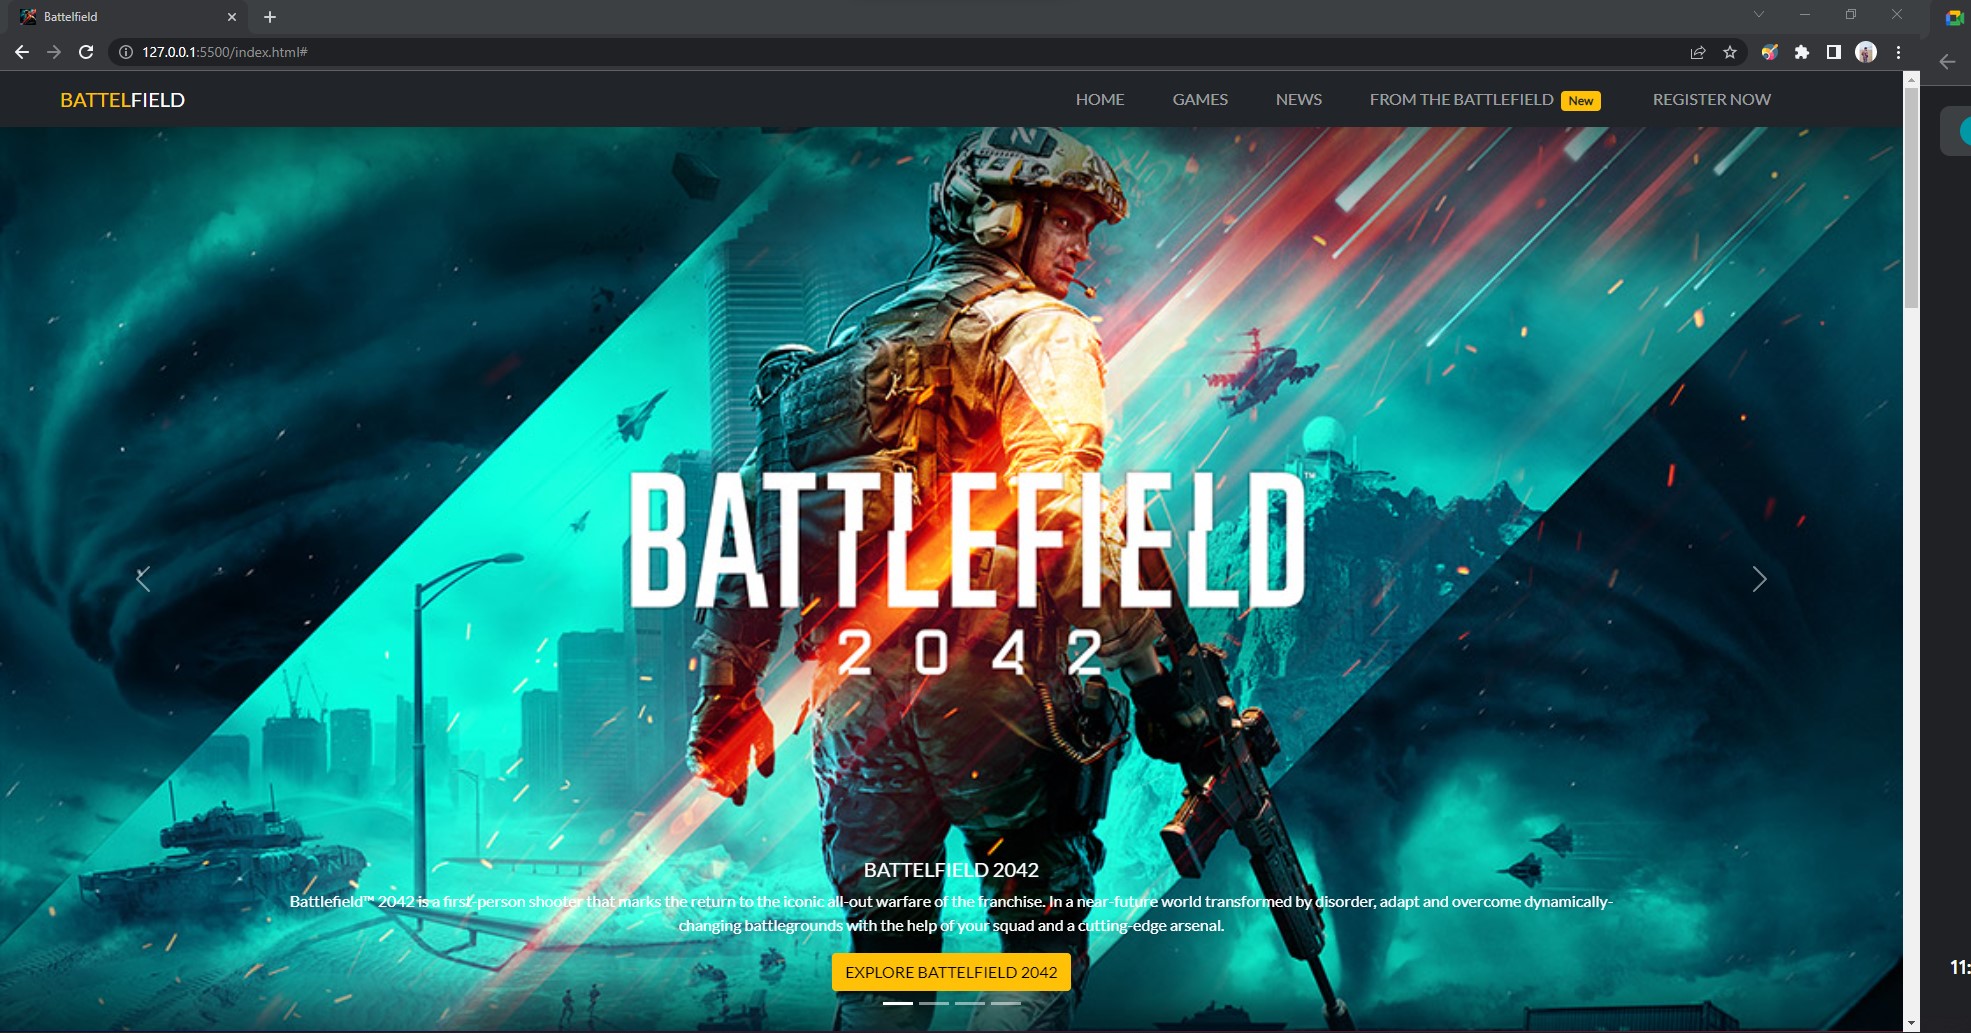 Battelfield
127.0.0.1:5500/index.html#
BATTELFIELD
HOME GAMES NEWS FROM THE BATTLEFIELD New REGISTER NOW
BATTLEFIELD™
2042
BATTELFIELD 2042
Battlefield™ 2042 is a first-person shooter that marks the return to the iconic all-out warfare of the franchise. In a near-future world transformed by disorder, adapt and overcome dynamically-
changing battlegrounds with the help of your squad and a cutting-edge arsenal.
EXPLORE BATTELFIELD 2042
11: